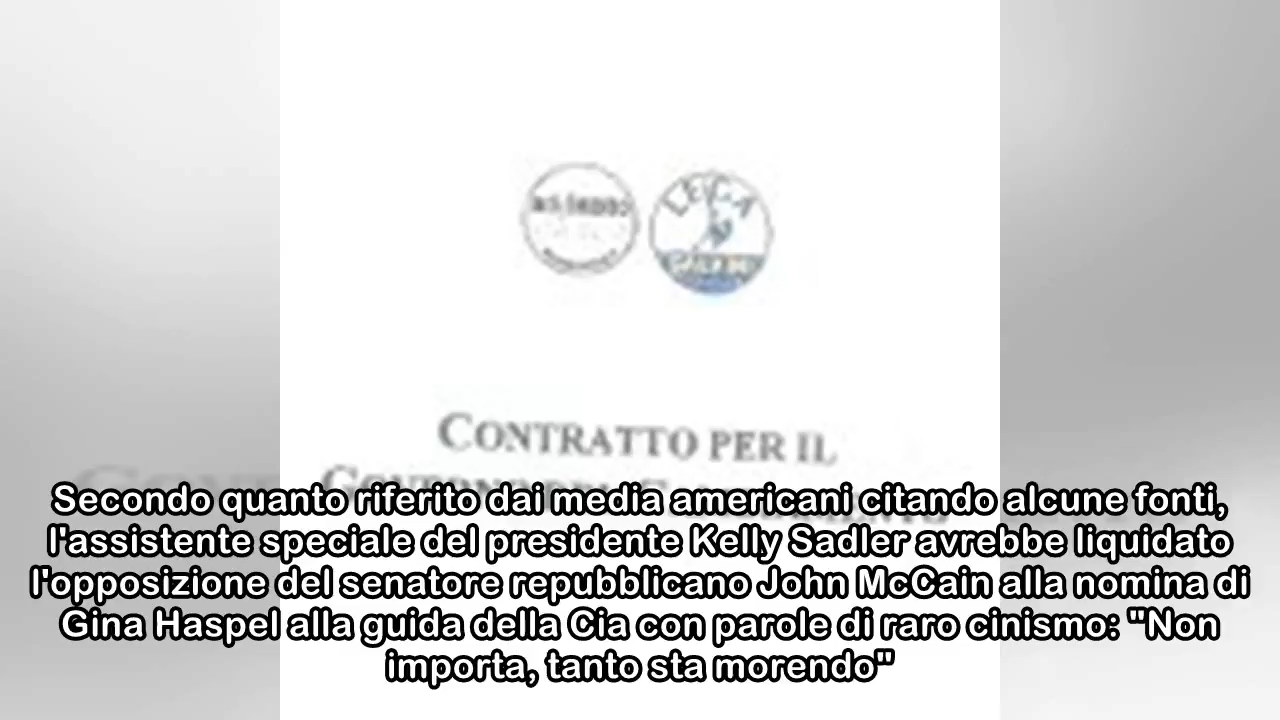 LEGA
CONTRATTO PER IL
Secondo quanto riferito dai media americani citando alcune fonti,
l'assistente speciale del presidente Kelly Sadler avrebbe liquidato
l'opposizione del senatore repubblicano John McCain alla nomina di
Gina Haspel alla guida della Cia con parole di raro cinismo: "Non
importa, tanto sta morendo"